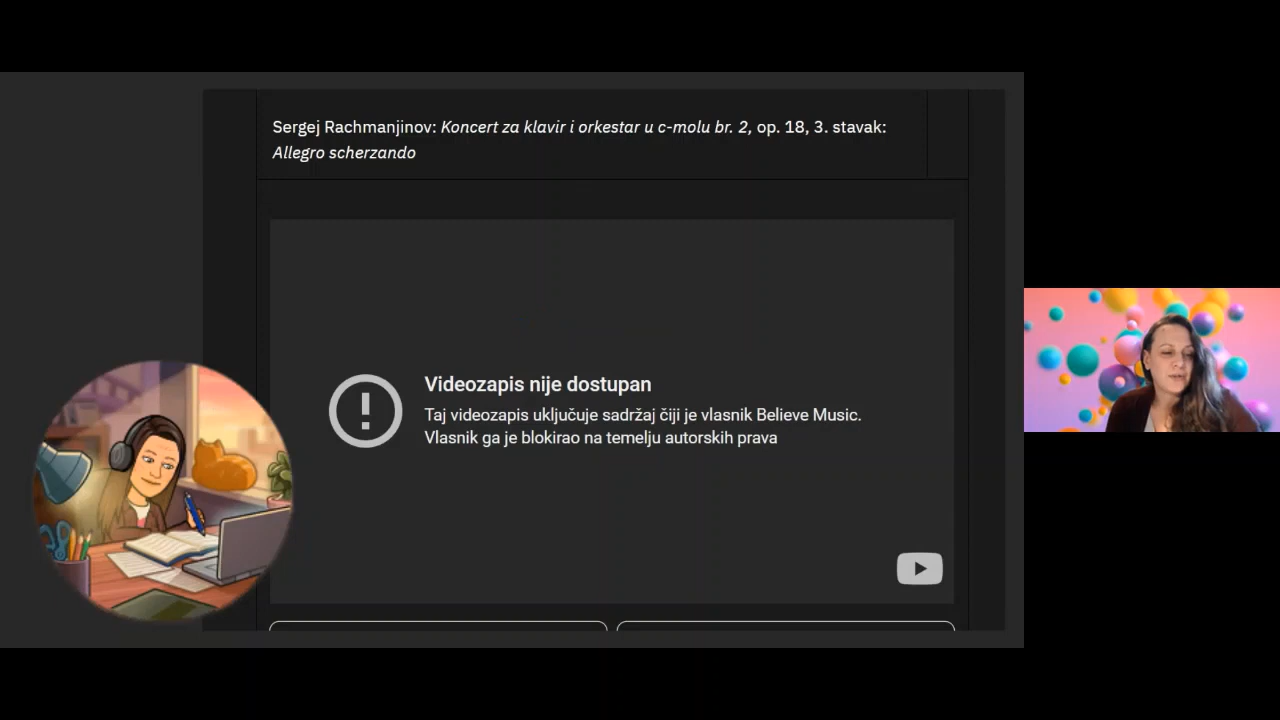 Sergej Rachmanjinov: Koncert za klavir i orkestar u c-molu br. 2, op. 18, 3. stavak:
Allegro scherzando
Videozapis nije dostupan
Taj videozapis uključuje sadržaj čiji je vlasnik Believe Music.
Vlasnik ga je blokirao na temelju autorskih prava